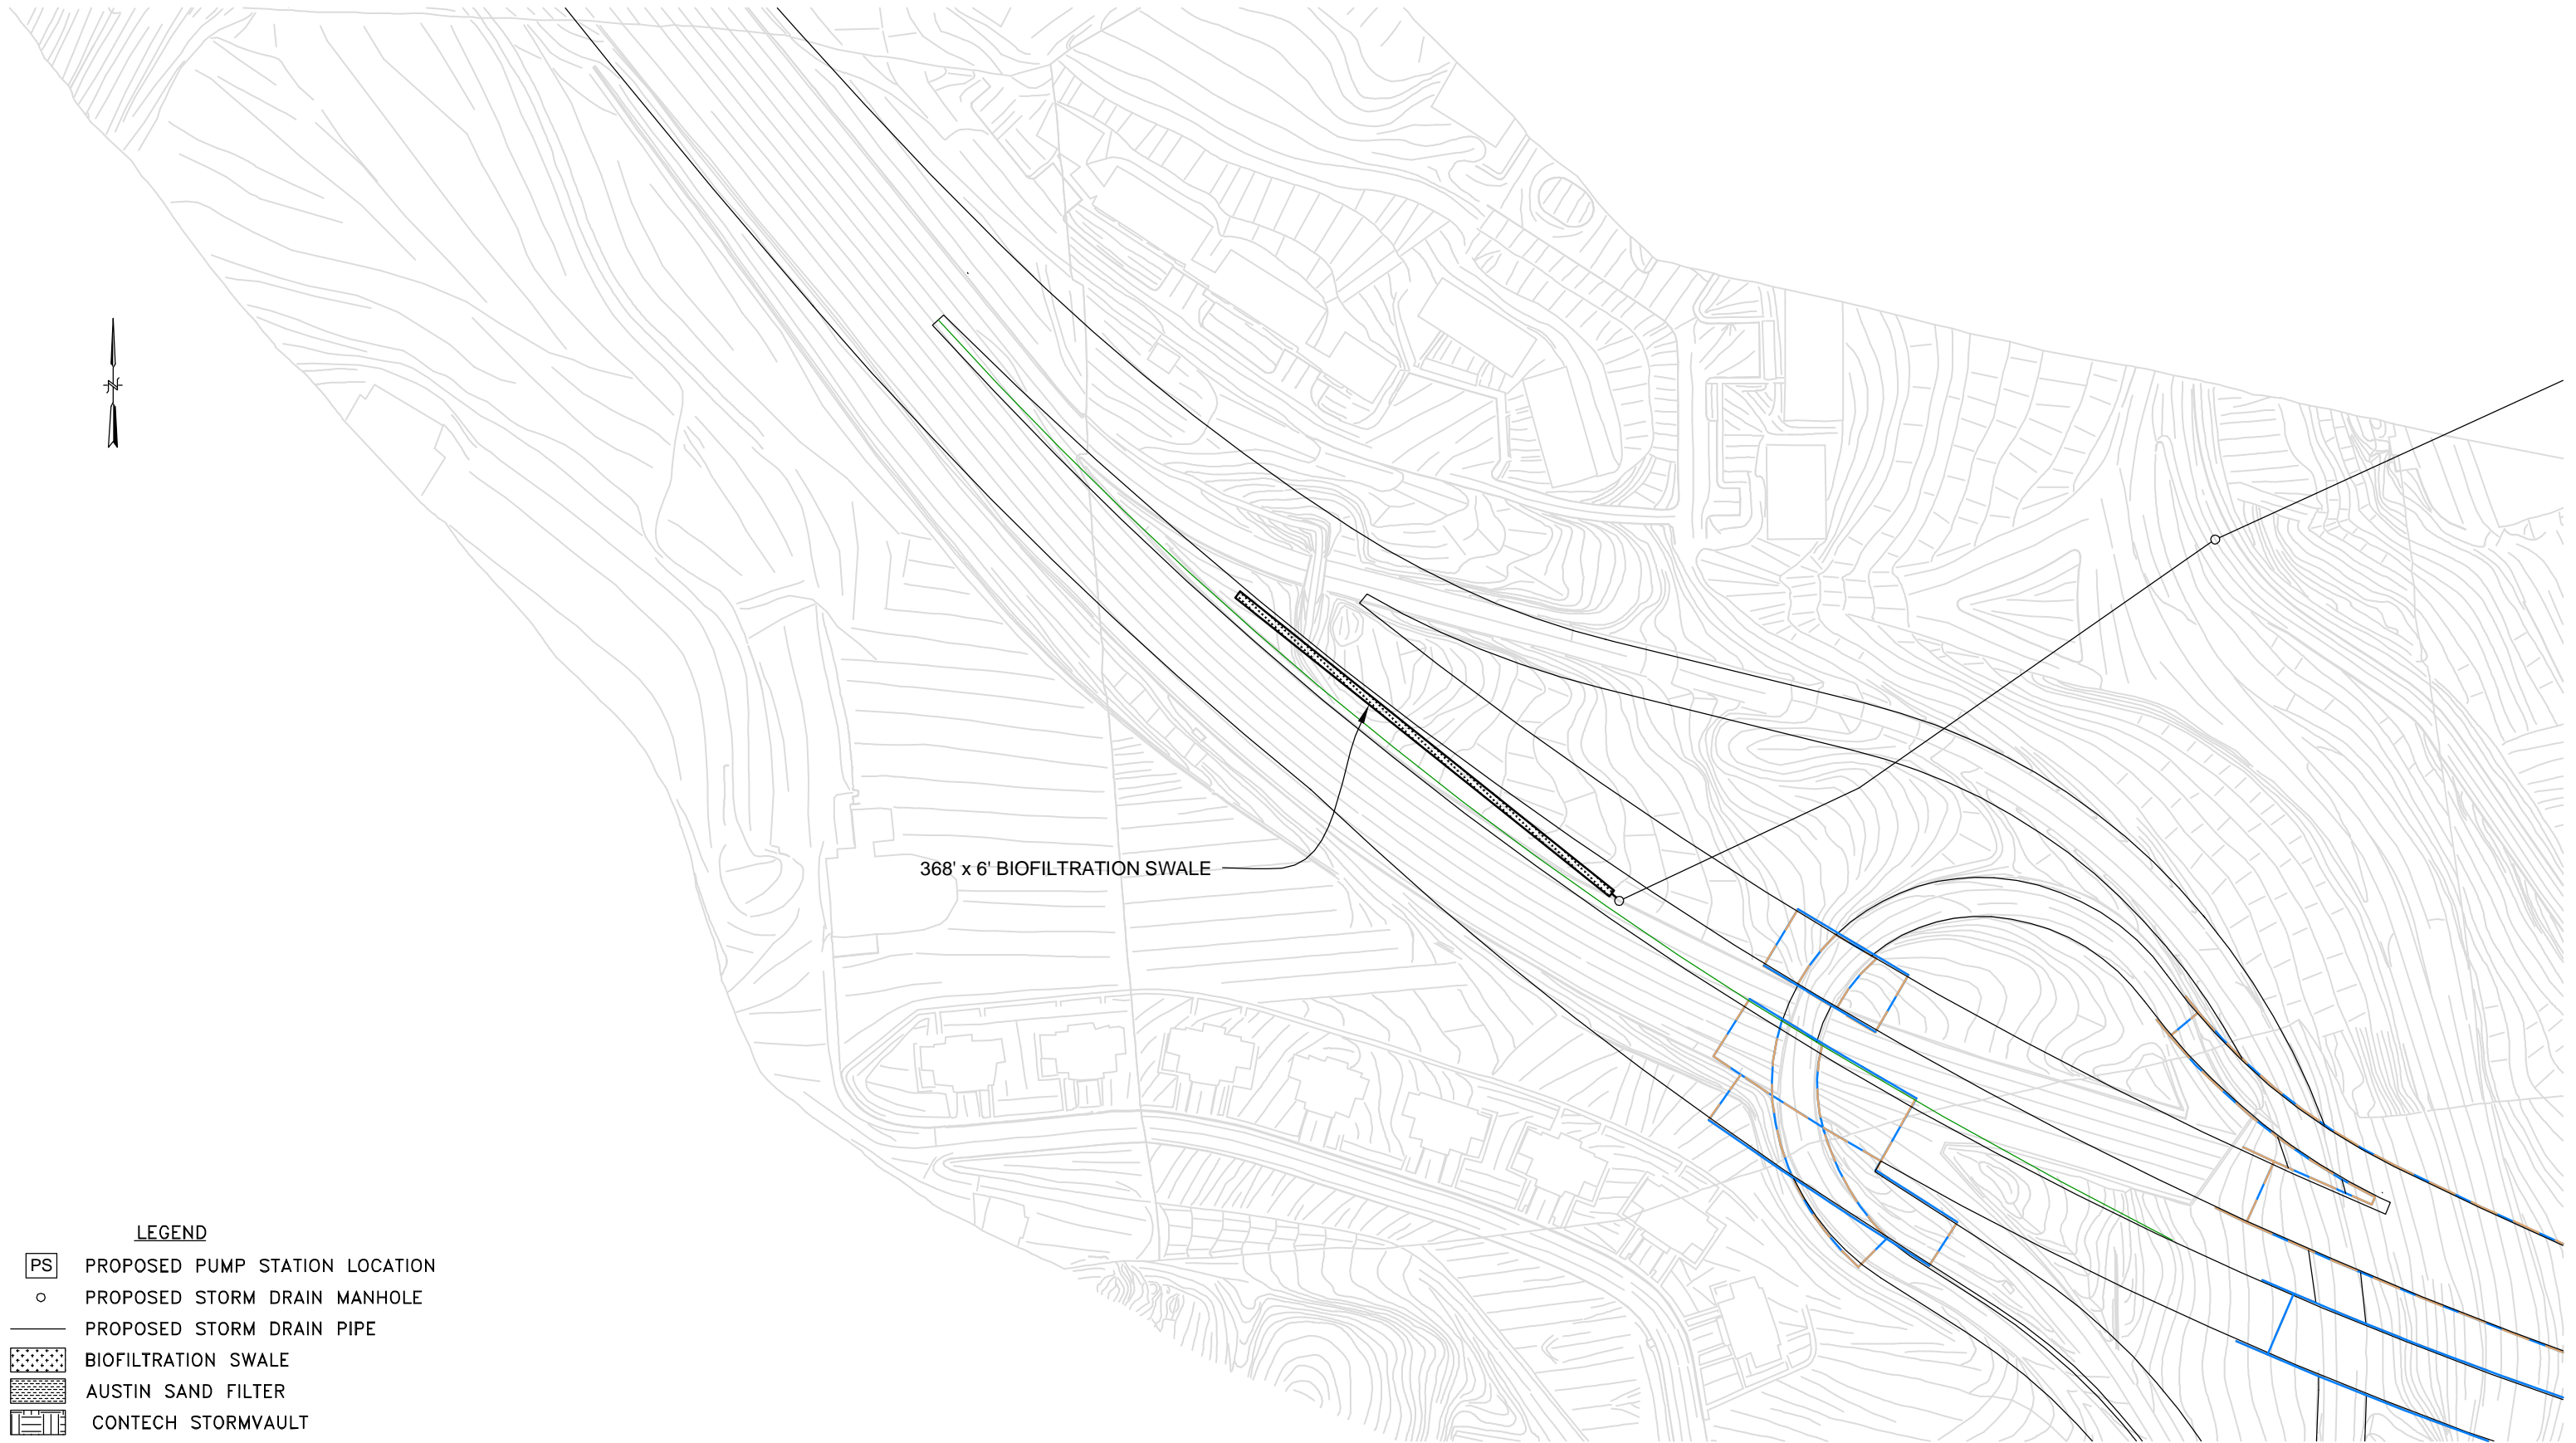 N
368' x 6' BIOFILTRATION SWALE
LEGEND
PS PROPOSED PUMP STATION LOCATION
PROPOSED STORM DRAIN MANHOLE
PROPOSED STORM DRAIN PIPE
BIOFILTRATION SWALE
AUSTIN SAND FILTER
CONTECH STORMVAULT